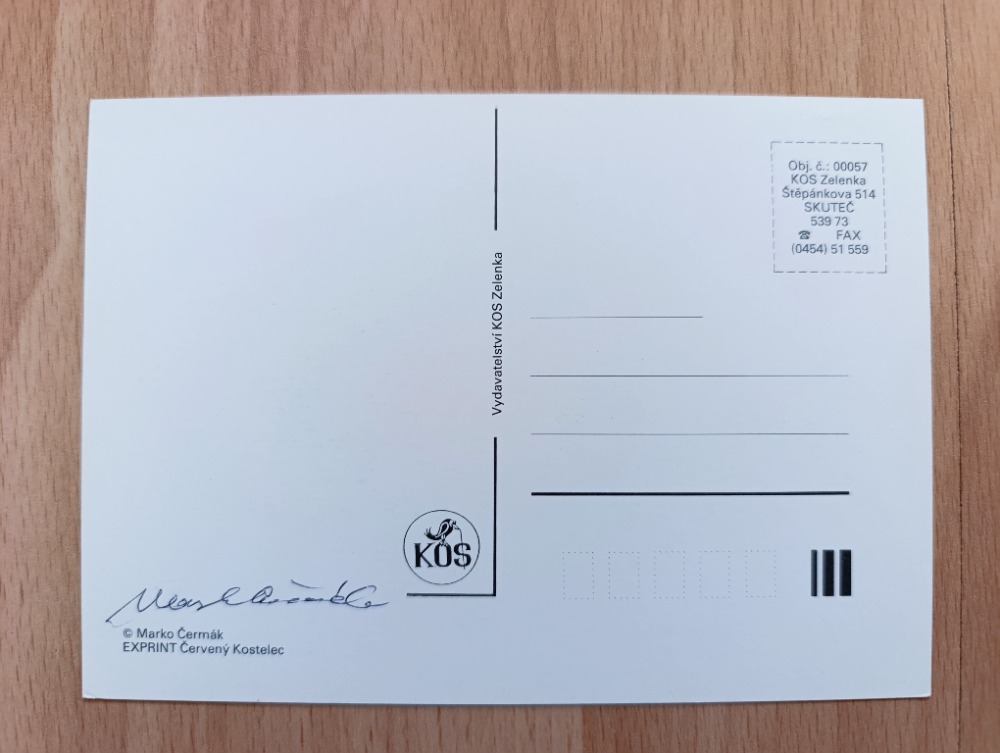 Obj. č.: 00057
KOS Zelenka
Štěpánkova 514
SKUTEČ
539 73
☎ FAX
(0454) 51 559
Vydavatelství KOS Zelenka
KOS
© Marko Čermák
EXPRINT Červený Kostelec